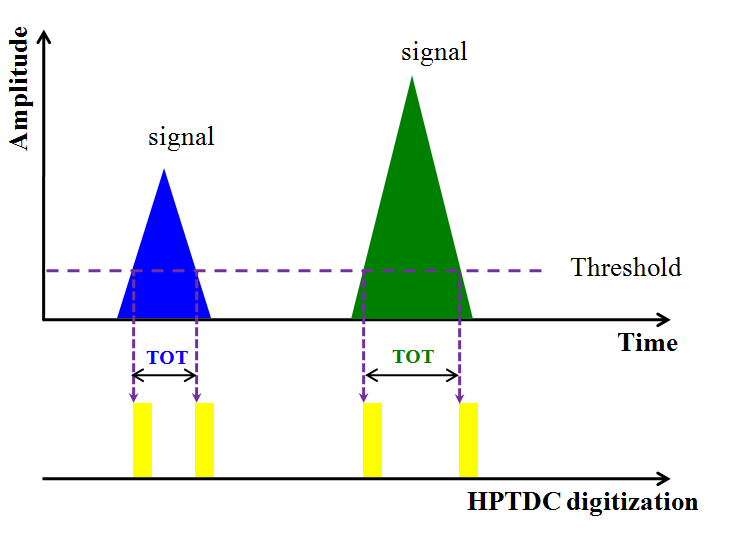 signal
Amplitude
signal
Threshold
Time
TOT
TOT
HPTDC digitization